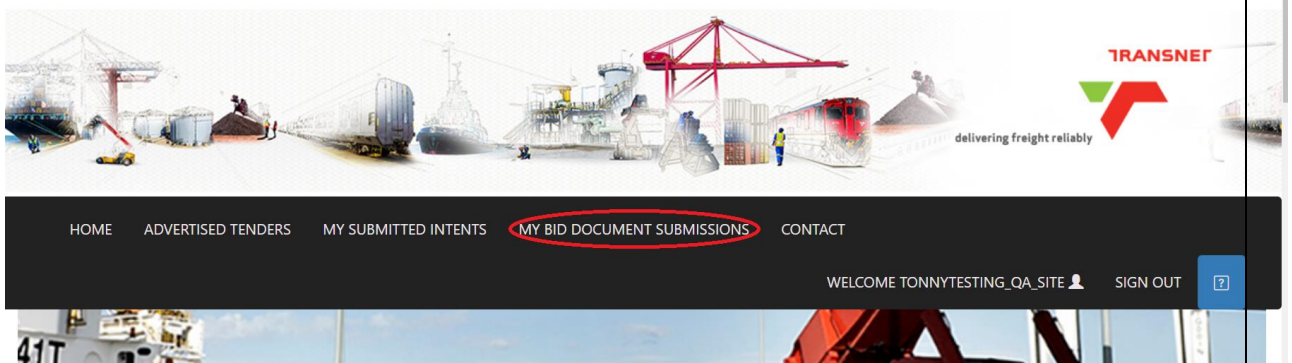 TRANSNET
delivering freight reliably
HOME ADVERTISED TENDERS MY SUBMITTED INTENTS MY BID DOCUMENT SUBMISSIONS CONTACT
WELCOME TONNYTESTING_QA_SITE SIGN OUT ?
41T